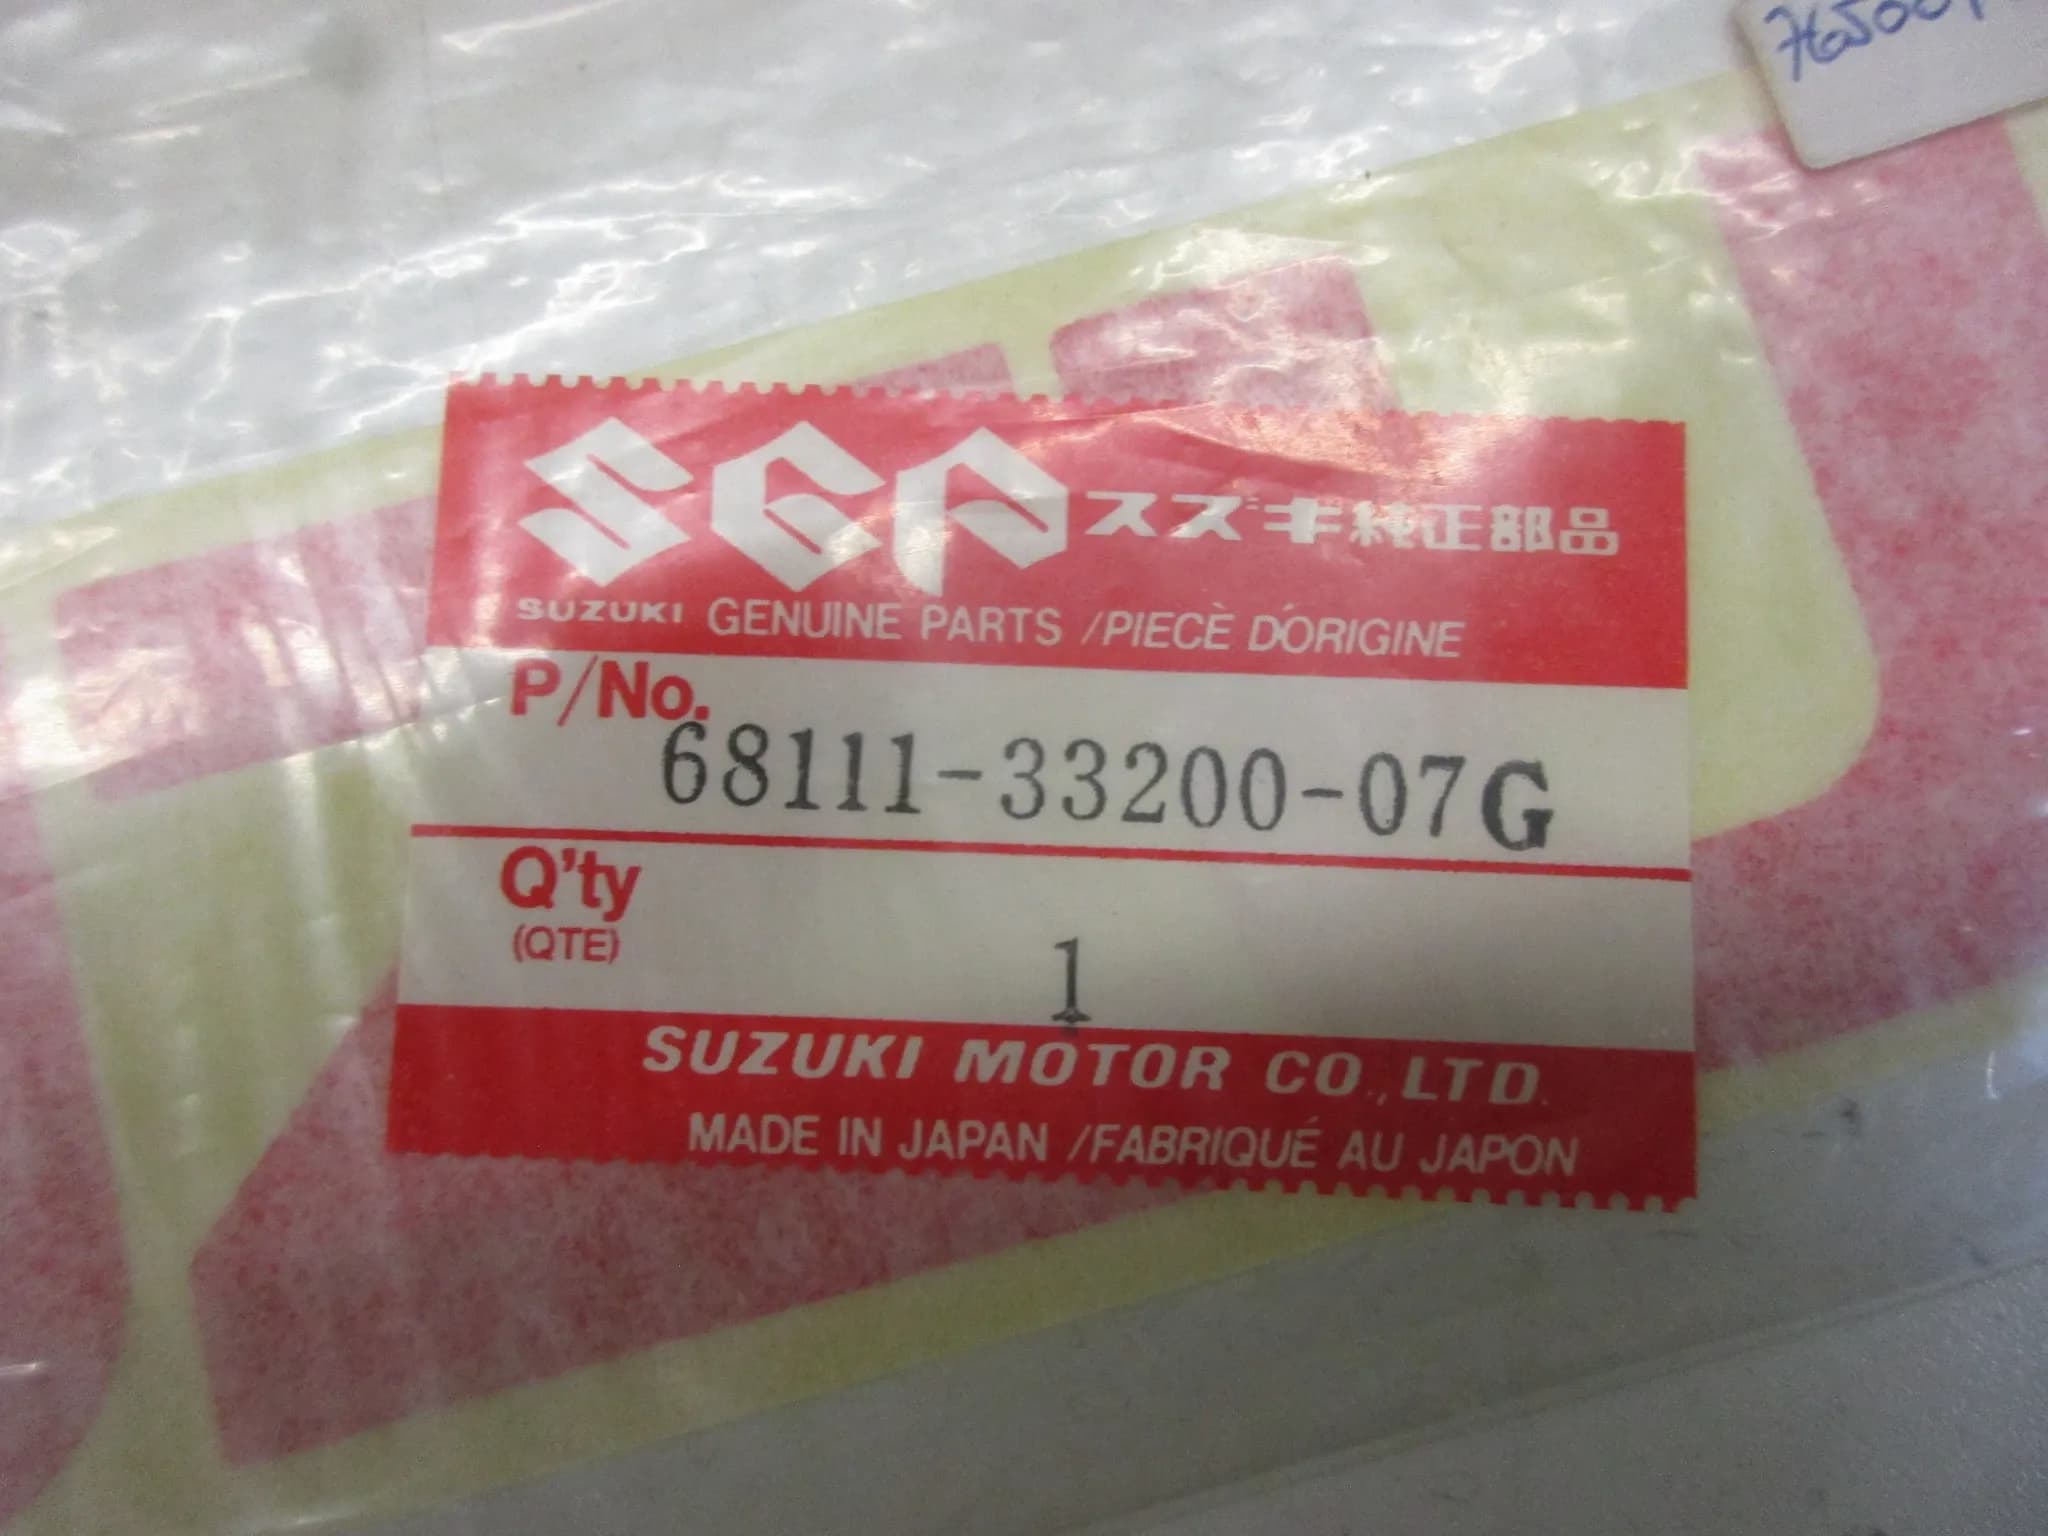 SGP スズキ純正部品
SUZUKI GENUINE PARTS /PIECÈ D'ORIGINE
P/No.
68111-33200-07G
Q'ty
(QTE)
1
SUZUKI MOTOR CO.,LTD.
MADE IN JAPAN /FABRIQUÉ AU JAPON